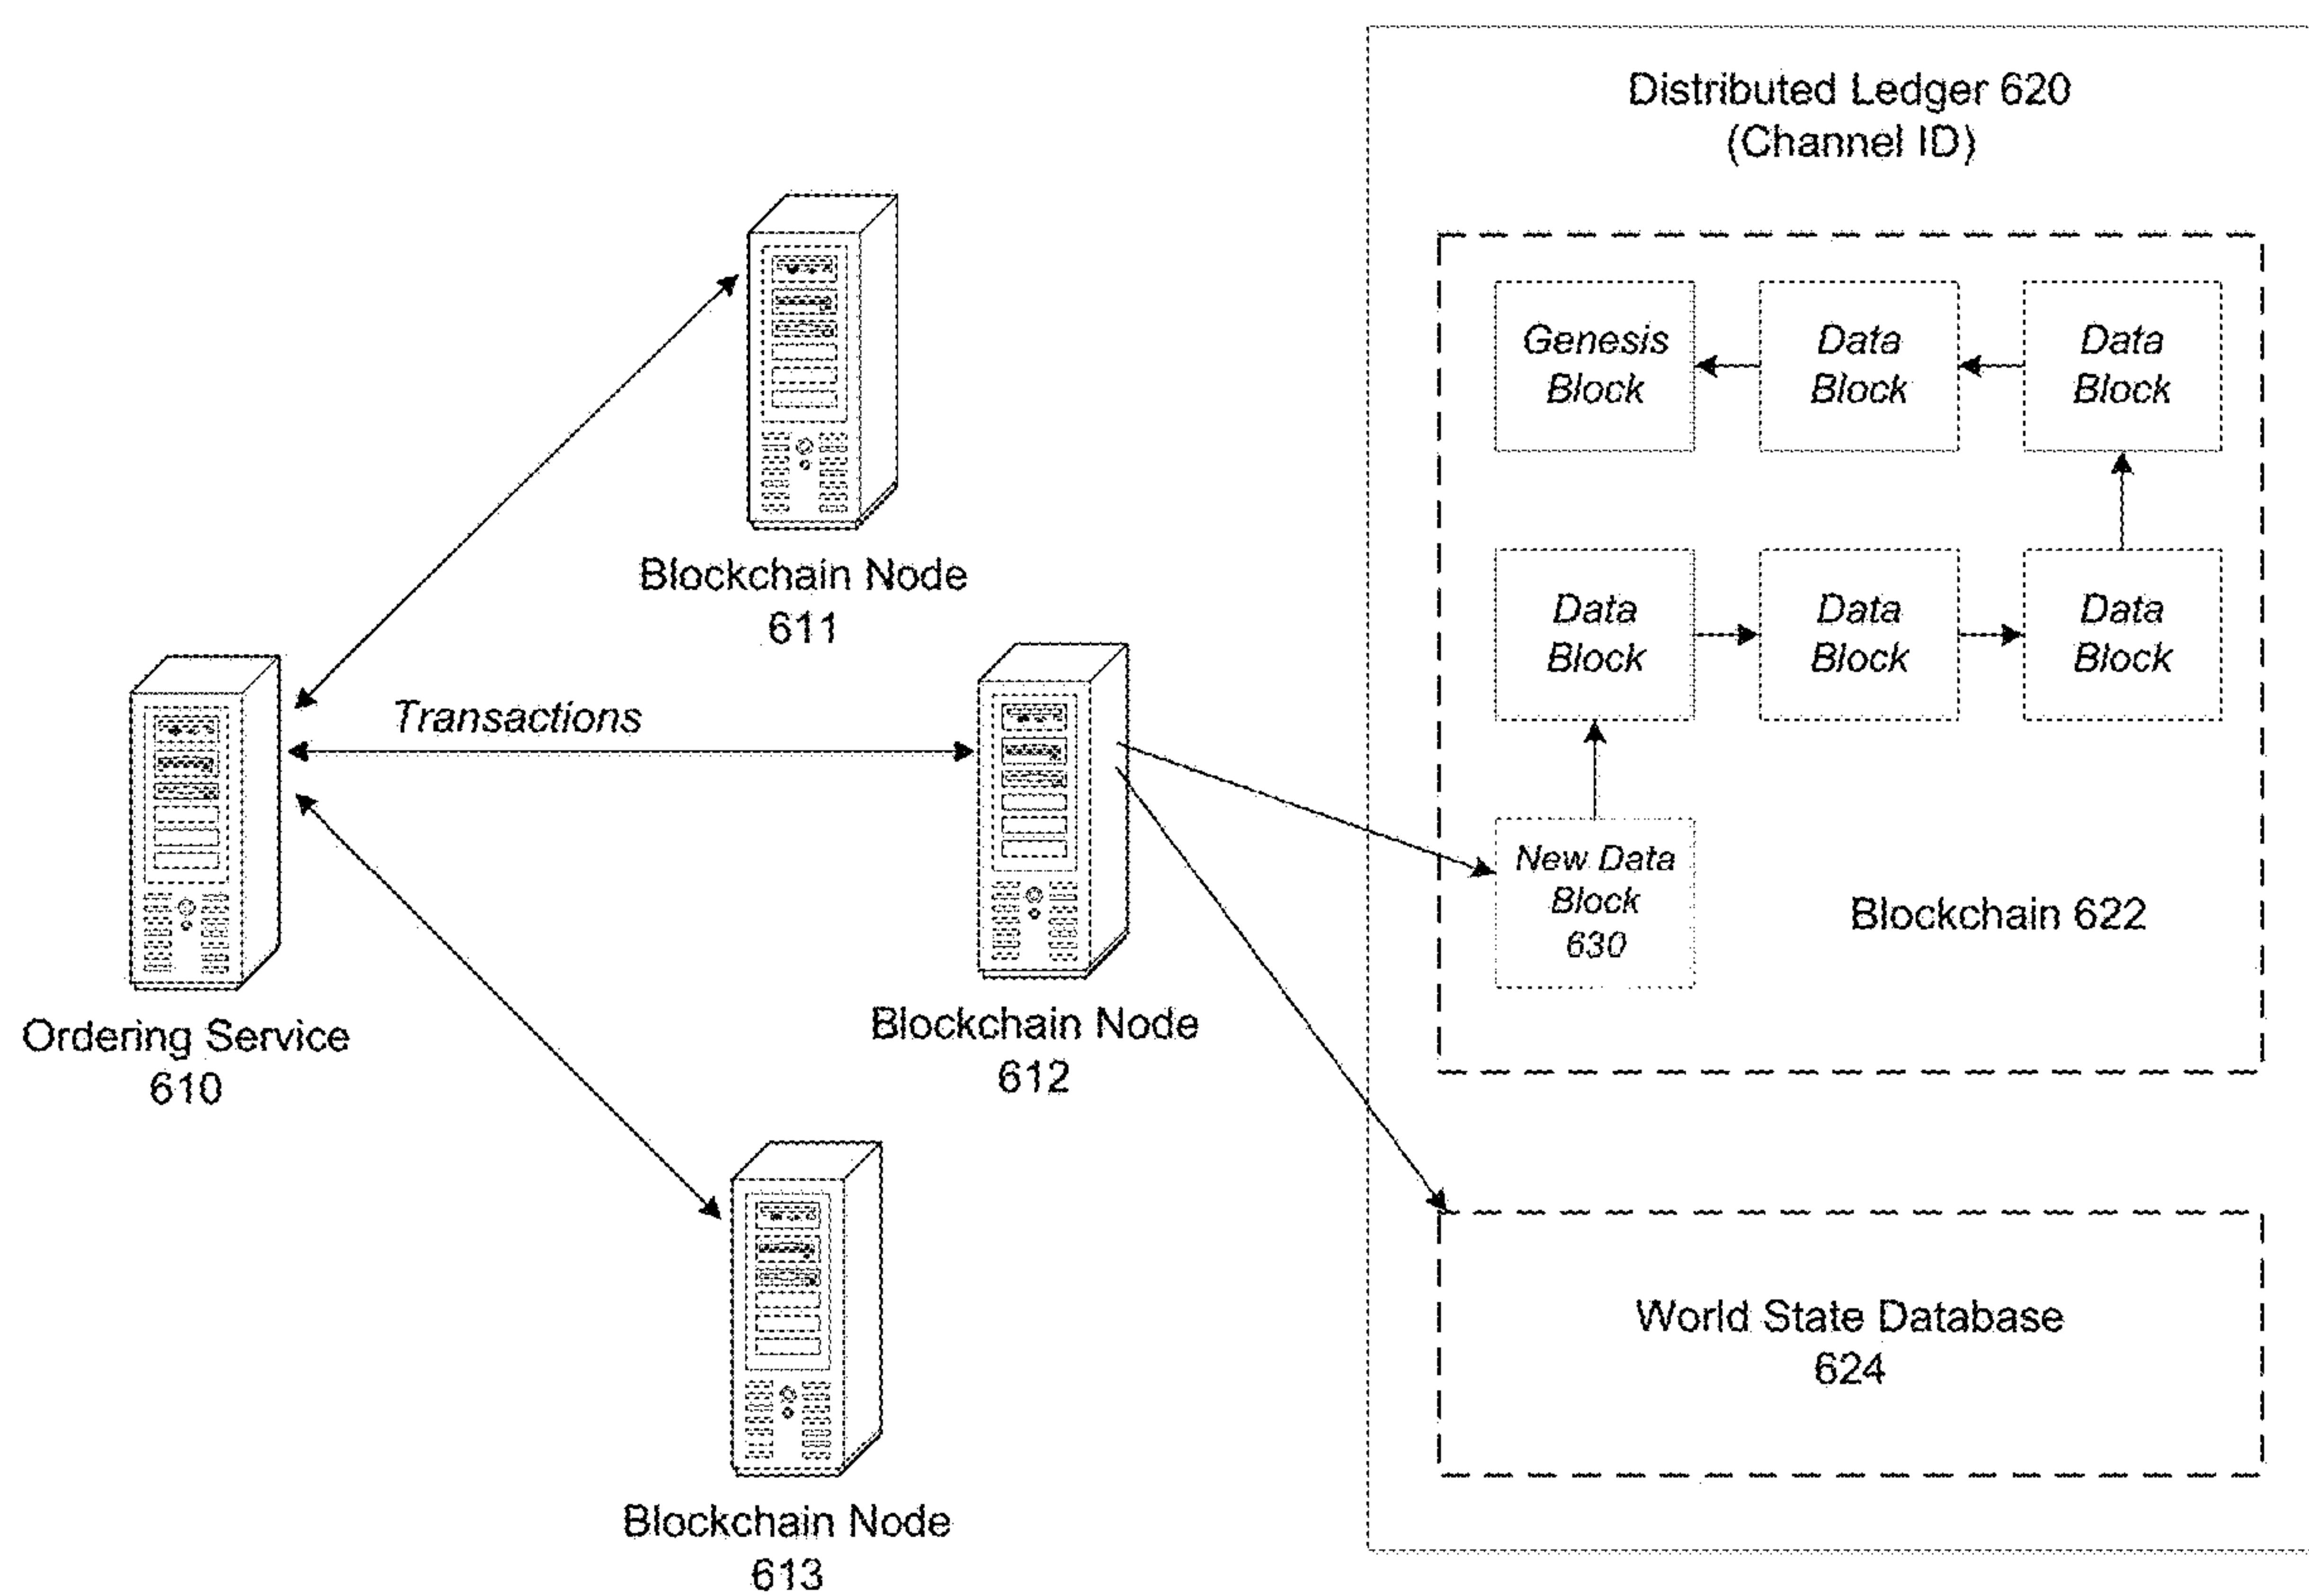 Distributed Ledger 620
(Channel ID)
Genesis
Block
Data
Block
Data
Block
Blockchain Node
611
Data
Block
Data
Block
Data
Block
Transactions
New Data
Block
630
Blockchain 622
Ordering Service
610
Blockchain Node
612
World State Database
624
Blockchain Node
613